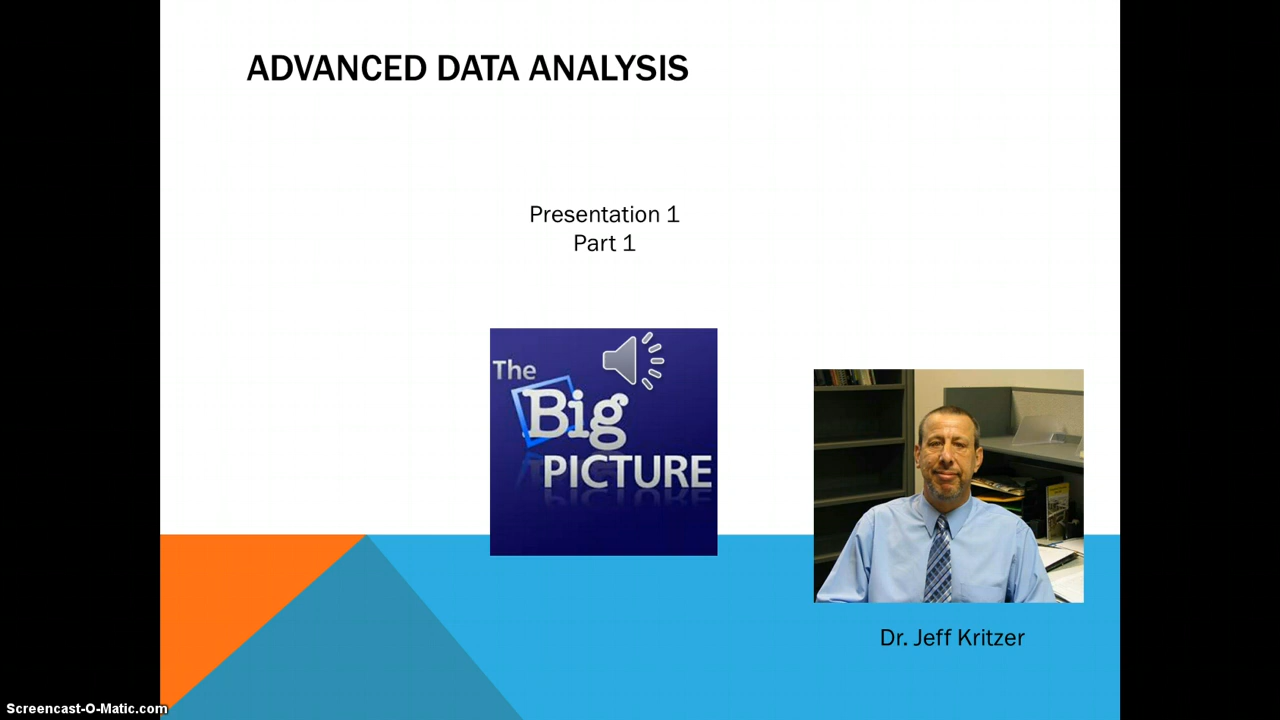 ADVANCED DATA ANALYSIS
Presentation 1
Part 1
The
Big
PICTURE
Dr. Jeff Kritzer
Screencast-O-Matic.com